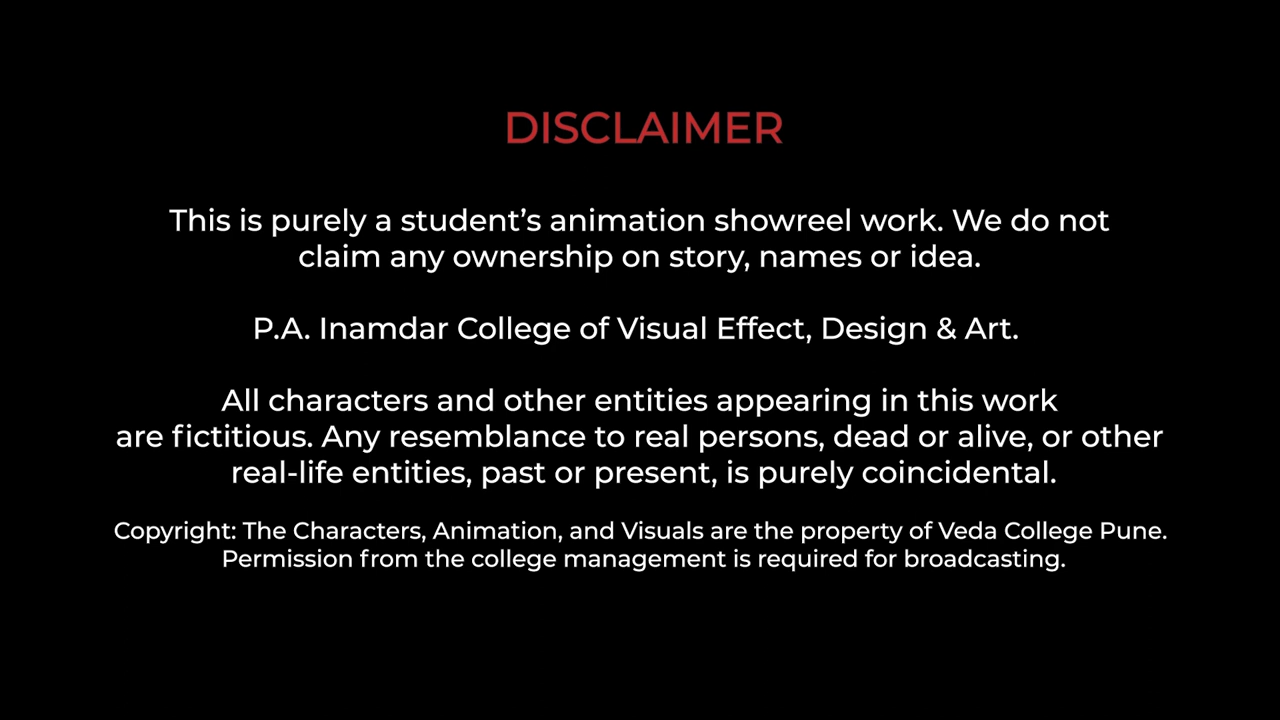 DISCLAIMER
This is purely a student’s animation showreel work. We do not
claim any ownership on story, names or idea.
P.A. Inamdar College of Visual Effect, Design & Art.
All characters and other entities appearing in this work
are fictitious. Any resemblance to real persons, dead or alive, or other
real-life entities, past or present, is purely coincidental.
Copyright: The Characters, Animation, and Visuals are the property of Veda College Pune.
Permission from the college management is required for broadcasting.